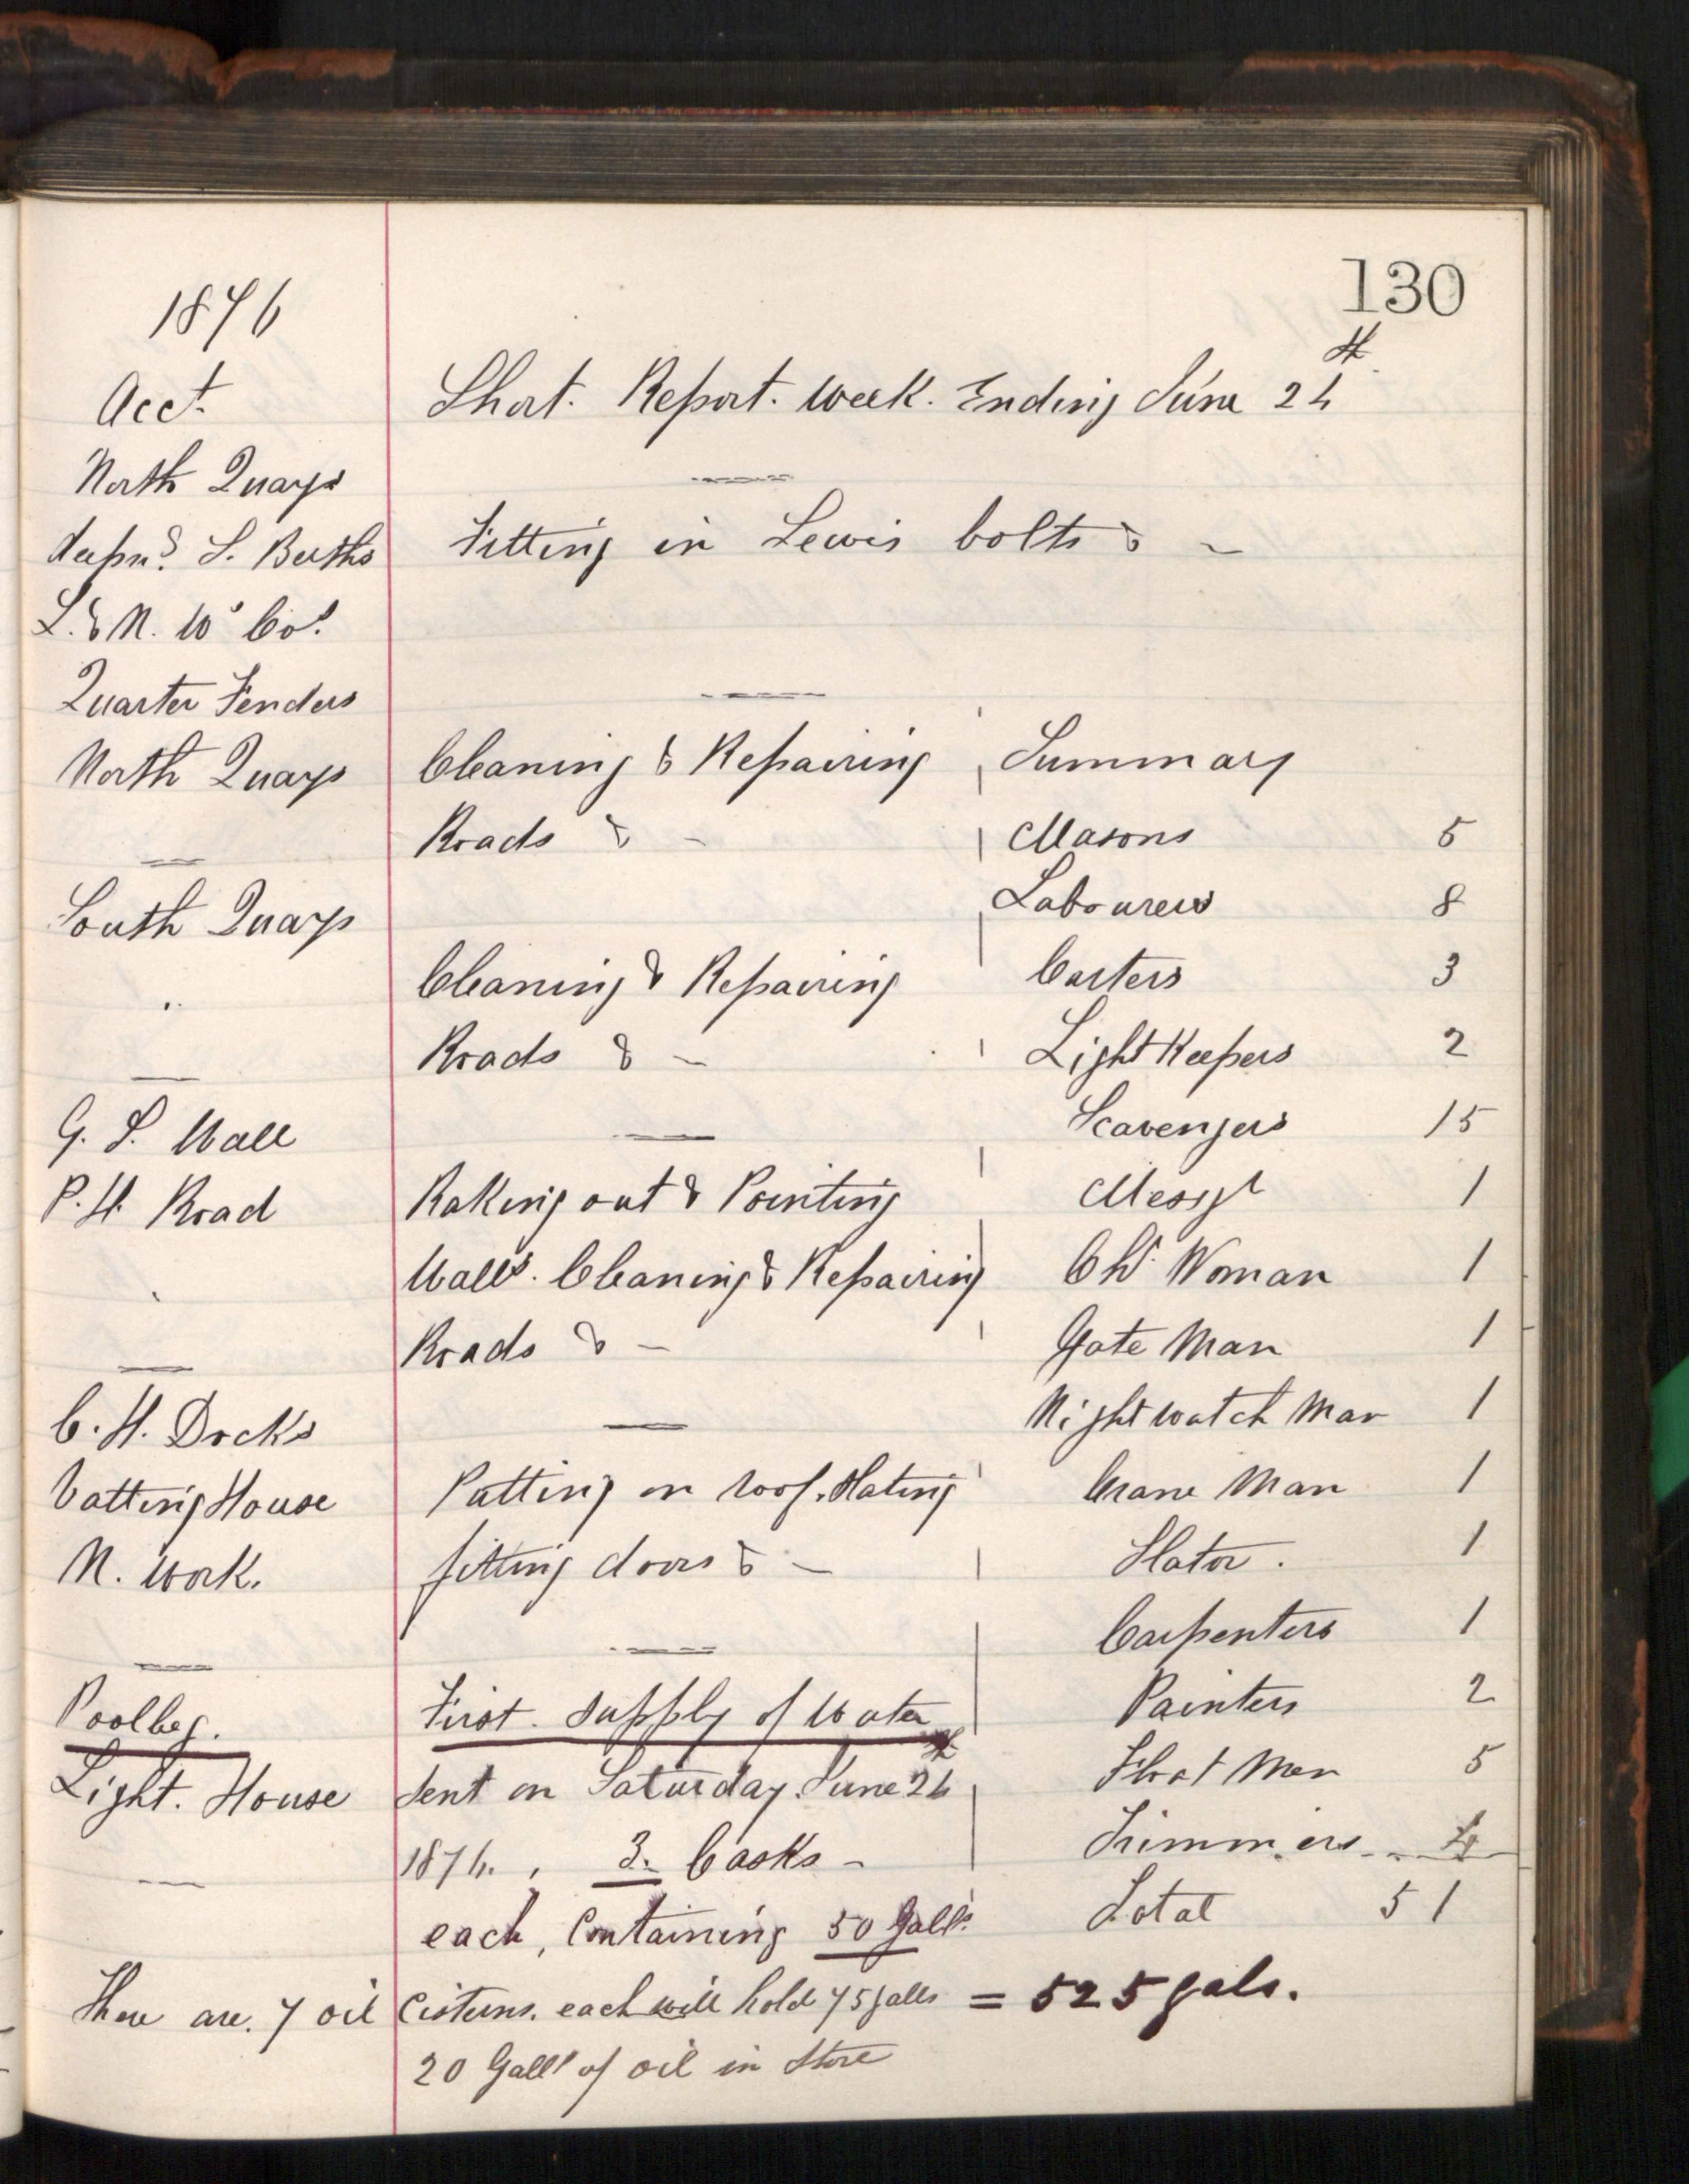 130
1876
Acct. Short. Report. Week. Ending June 24th
North Quays
deepng S. Berths Fitting in Lewis bolts & –
L. & N. W Co.s
Quarter Fenders
North Quays Cleaning & Repairing Summary
Roads & – Masons 5
South Quays Labourers 8
" Cleaning & Repairing Carters 3
Roads & – Light Keepers 2
G. S. Wall Scavengers 15
P. H. Road Raking out & Pointing Messgr 1
" Walls. Cleaning & Repairing Chr Woman 1
Roads & – Gate Man 1
C. H. Docks Night watch Man 1
Vatting House Putting on roof. Slating Crane Man 1
N. Work. fitting doors & – Slator. 1
Carpenters 1
Poolbeg. First. supply of Water Painters 2
Light. House Sent on Saturday. June 24th Float Men 5
1876. , 3. Casks – Trimmers 4
each, Containing 50 Galls. Total 51
There are. 7 oil Cisterns. each will hold 75 galls = 525 gals.
20 Galls of oil in Store